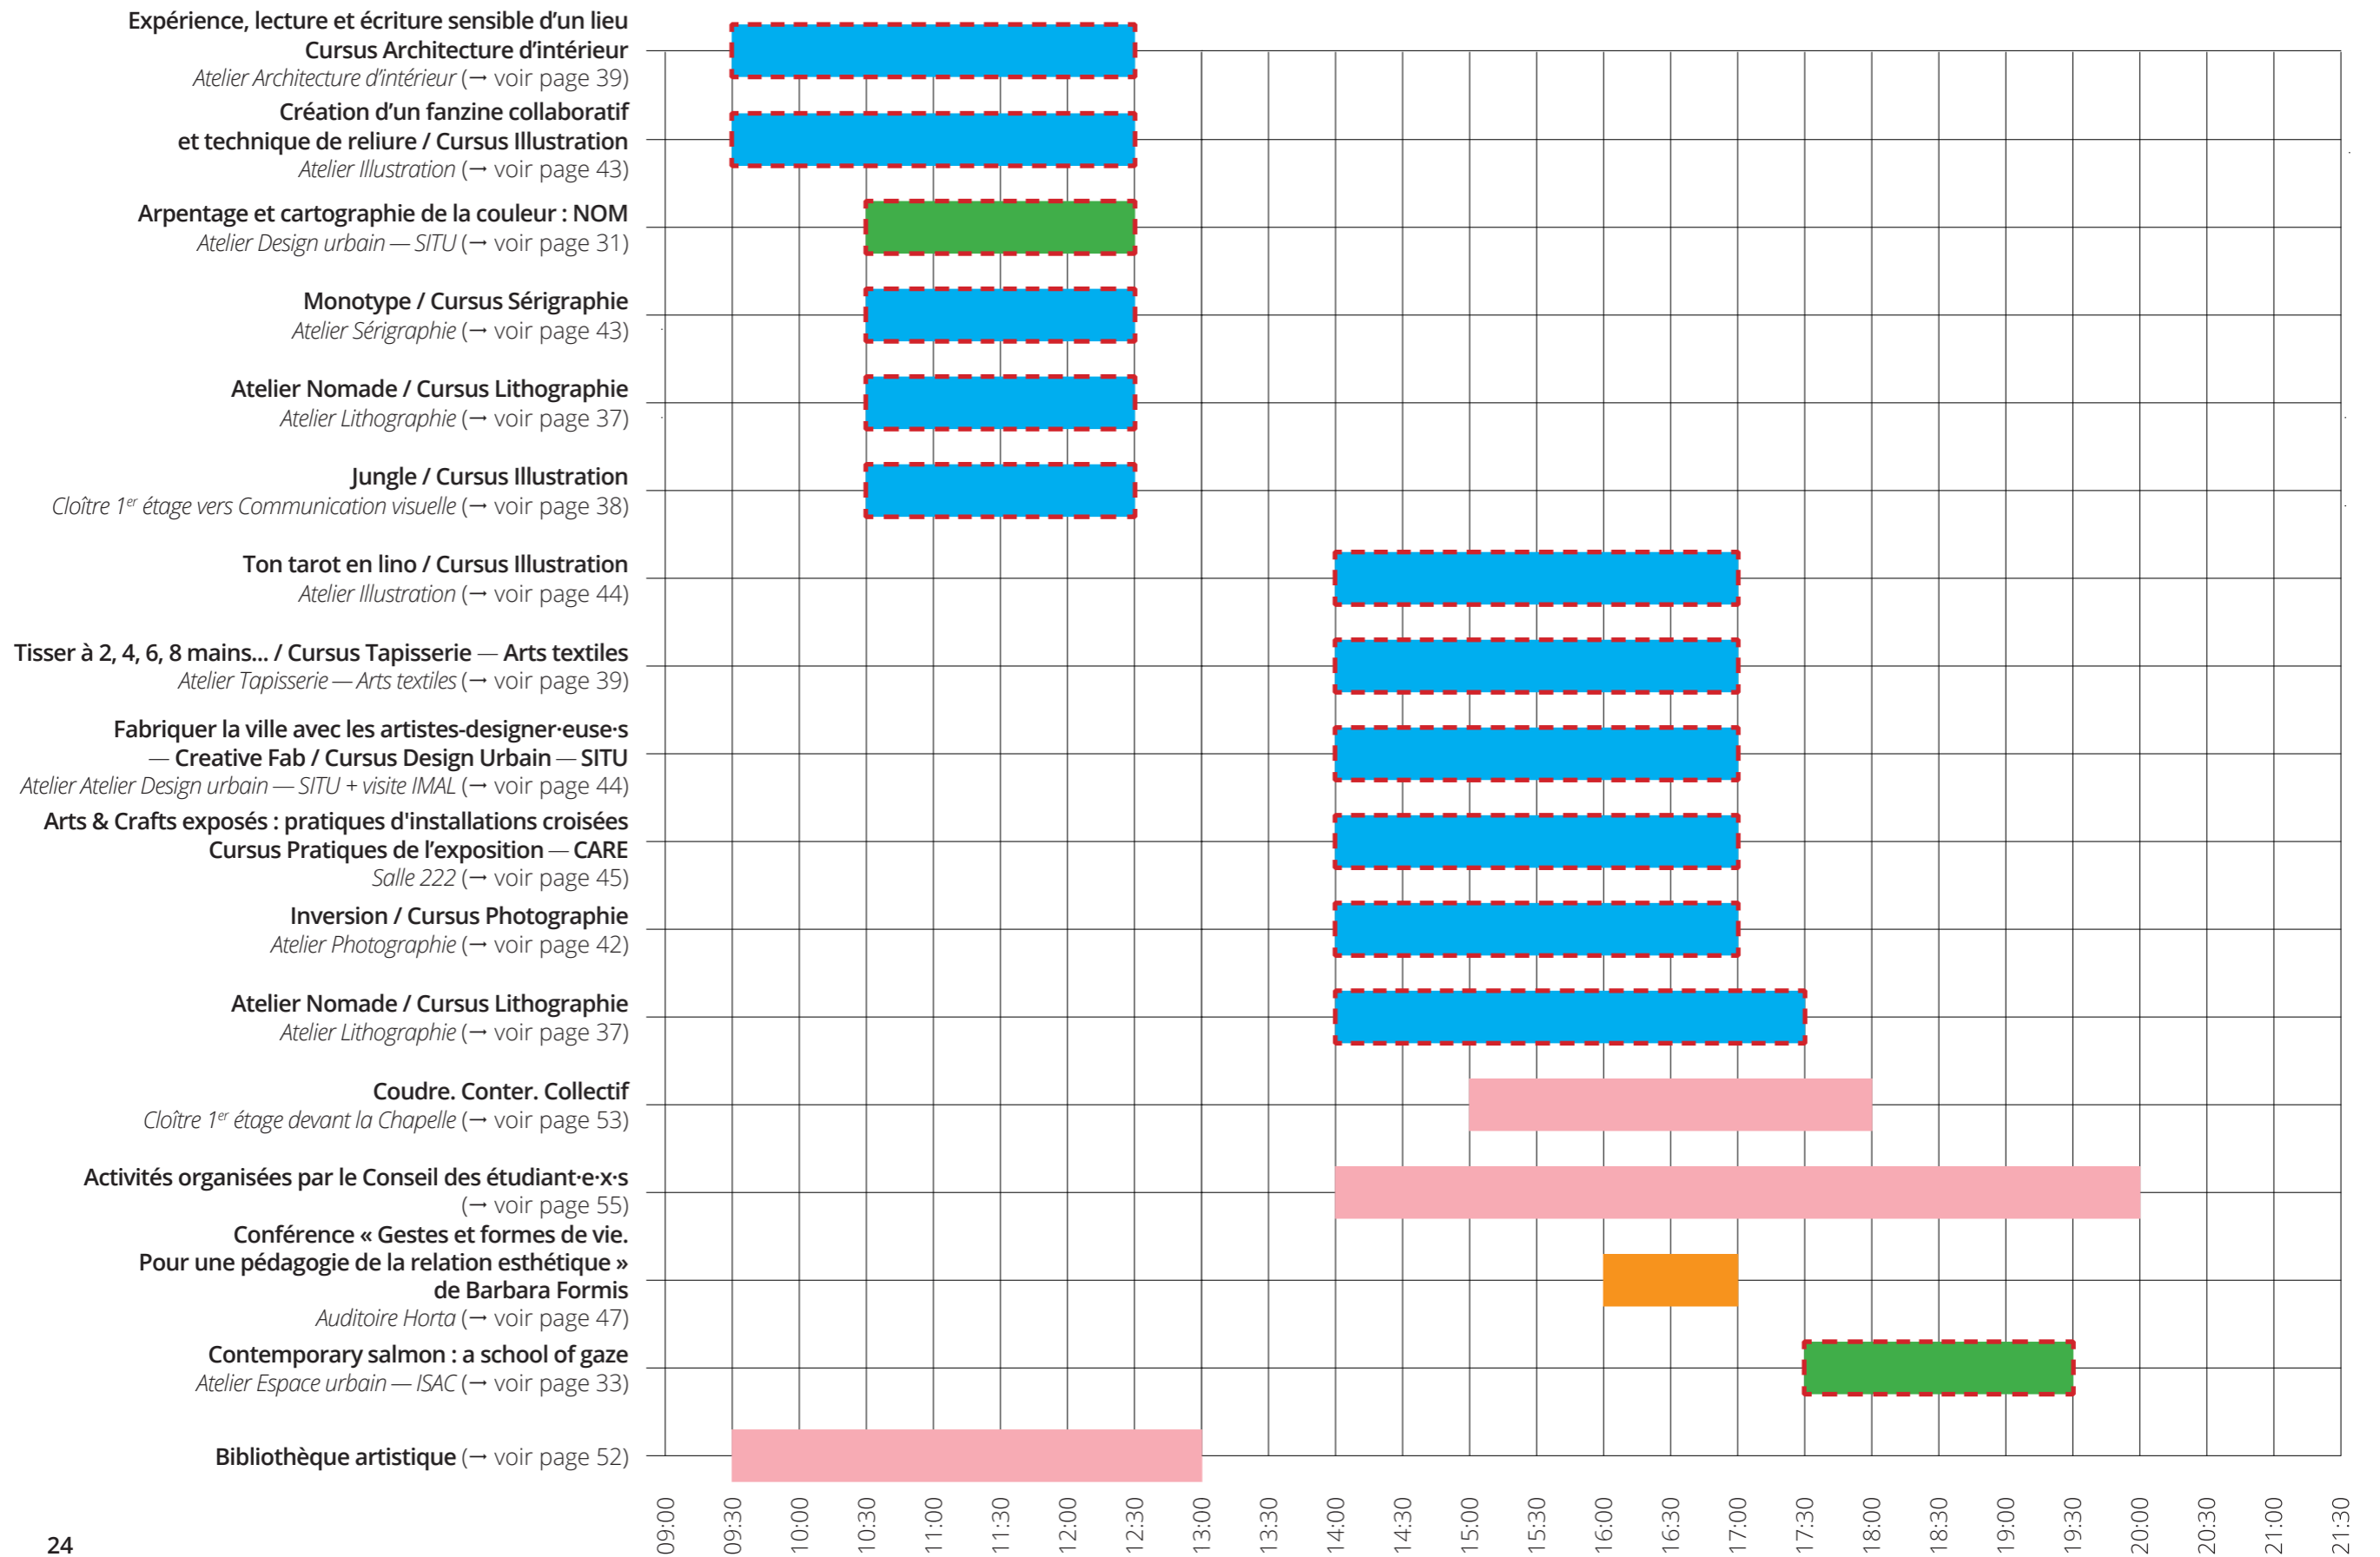 Expérience, lecture et écriture sensible d’un lieu
Cursus Architecture d’intérieur
Atelier Architecture d’intérieur (→ voir page 39)
Création d’un fanzine collaboratif
et technique de reliure / Cursus Illustration
Atelier Illustration (→ voir page 43)
Arpentage et cartographie de la couleur : NOM
Atelier Design urbain — SITU (→ voir page 31)
Monotype / Cursus Sérigraphie
Atelier Sérigraphie (→ voir page 43)
Atelier Nomade / Cursus Lithographie
Atelier Lithographie (→ voir page 37)
Jungle / Cursus Illustration
Cloître 1er étage vers Communication visuelle (→ voir page 38)
Ton tarot en lino / Cursus Illustration
Atelier Illustration (→ voir page 44)
Tisser à 2, 4, 6, 8 mains... / Cursus Tapisserie — Arts textiles
Atelier Tapisserie — Arts textiles (→ voir page 39)
Fabriquer la ville avec les artistes-designer·euse·s
— Creative Fab / Cursus Design Urbain — SITU
Atelier Atelier Design urbain — SITU + visite IMAL (→ voir page 44)
Arts & Crafts exposés : pratiques d'installations croisées
Cursus Pratiques de l’exposition — CARE
Salle 222 (→ voir page 45)
Inversion / Cursus Photographie
Atelier Photographie (→ voir page 42)
Atelier Nomade / Cursus Lithographie
Atelier Lithographie (→ voir page 37)
Coudre. Conter. Collectif
Cloître 1er étage devant la Chapelle (→ voir page 53)
Activités organisées par le Conseil des étudiant·e·x·s
(→ voir page 55)
Conférence « Gestes et formes de vie.
Pour une pédagogie de la relation esthétique »
de Barbara Formis
Auditoire Horta (→ voir page 47)
Contemporary salmon : a school of gaze
Atelier Espace urbain — ISAC (→ voir page 33)
Bibliothèque artistique (→ voir page 52)
09:00
09:30
10:00
10:30
11:00
11:30
12:00
12:30
13:00
13:30
14:00
14:30
15:00
15:30
16:00
16:30
17:00
17:30
18:00
18:30
19:00
19:30
20:00
20:30
21:00
21:30
24